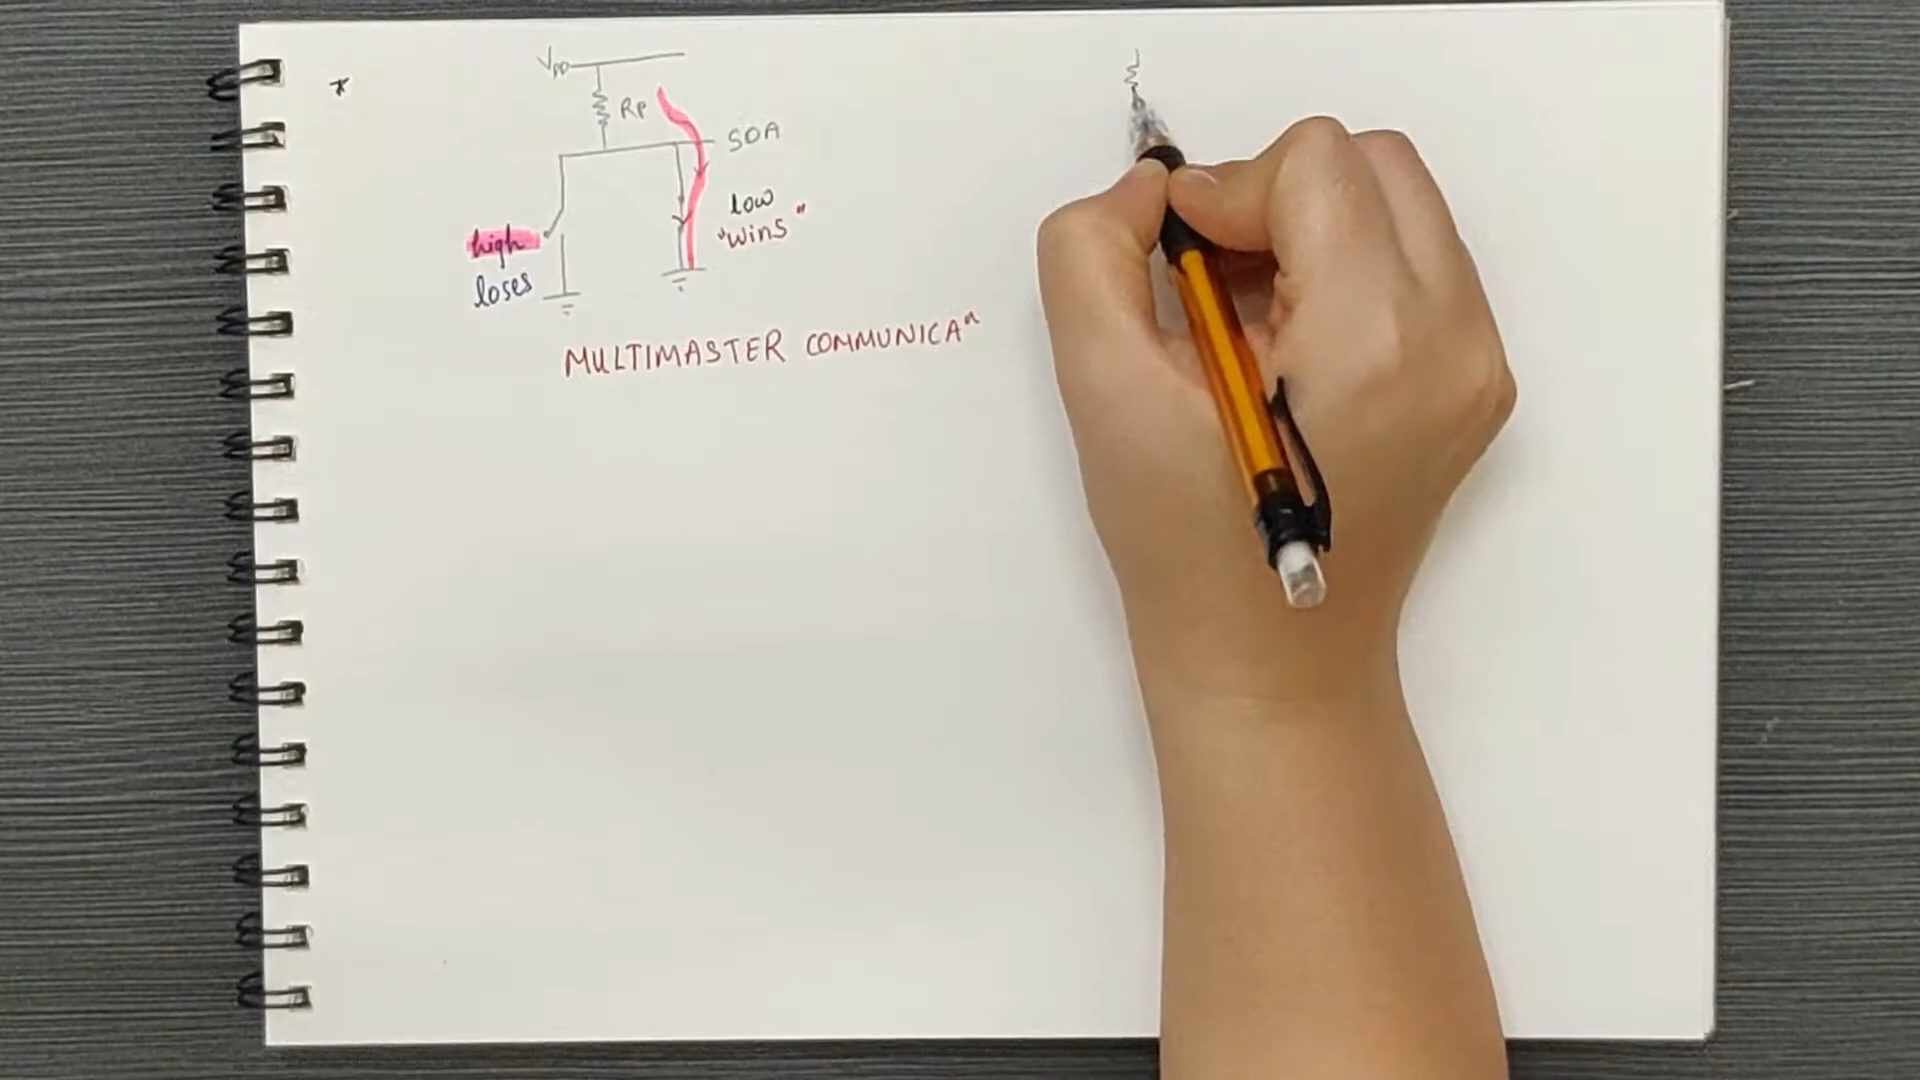 *
VDD
RP
SDA
low
"wins"
high
loses
MULTIMASTER COMMUNICAⁿ